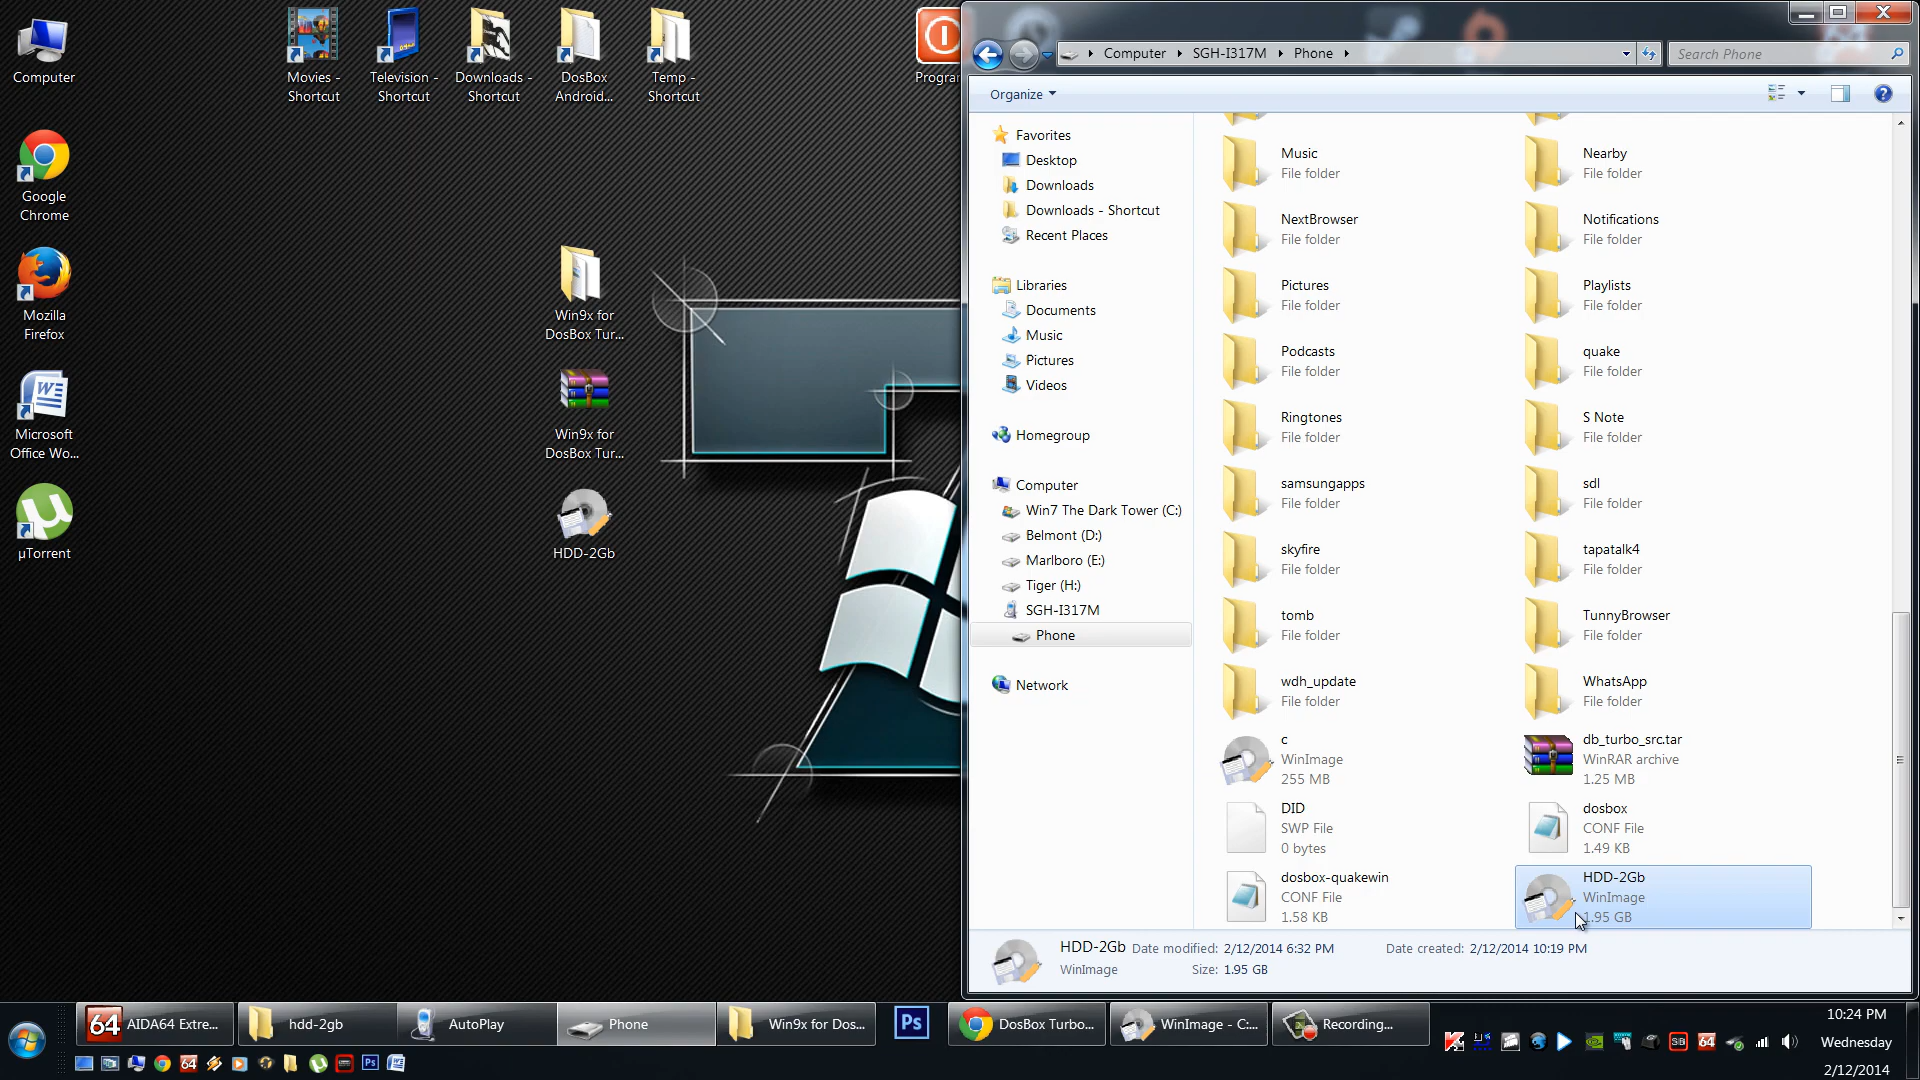 Computer
Movies -
Shortcut
Television -
Shortcut
Downloads -
Shortcut
DosBox
Android...
Temp -
Shortcut
Google
Chrome
Mozilla
Firefox
Microsoft
Office Wo...
µTorrent
Win9x for
DosBox Tur...
Win9x for
DosBox Tur...
HDD-2Gb
Computer
SGH-I317M
Phone
Search Phone
Organize
Favorites
Desktop
Downloads
Downloads - Shortcut
Recent Places
Libraries
Documents
Music
Pictures
Videos
Homegroup
Computer
Win7 The Dark Tower (C:)
Belmont (D:)
Marlboro (E:)
Tiger (H:)
SGH-I317M
Phone
Network
Music
File folder
Nearby
File folder
NextBrowser
File folder
Notifications
File folder
Pictures
File folder
Playlists
File folder
Podcasts
File folder
quake
File folder
Ringtones
File folder
S Note
File folder
samsungapps
File folder
sdl
File folder
skyfire
File folder
tapatalk4
File folder
tomb
File folder
TunnyBrowser
File folder
wdh_update
File folder
WhatsApp
File folder
c
WinImage
255 MB
db_turbo_src.tar
WinRAR archive
1.25 MB
DID
SWP File
0 bytes
dosbox
CONF File
1.49 KB
dosbox-quakewin
CONF File
1.58 KB
HDD-2Gb
WinImage
1.95 GB
HDD-2Gb Date modified: 2/12/2014 6:32 PM Date created: 2/12/2014 10:19 PM
WinImage Size: 1.95 GB
64 AIDA64 Extre...
hdd-2gb
AutoPlay
Phone
Win9x for Dos...
Ps
DosBox Turbo...
WinImage - C:...
Recording...
10:24 PM
Wednesday
2/12/2014